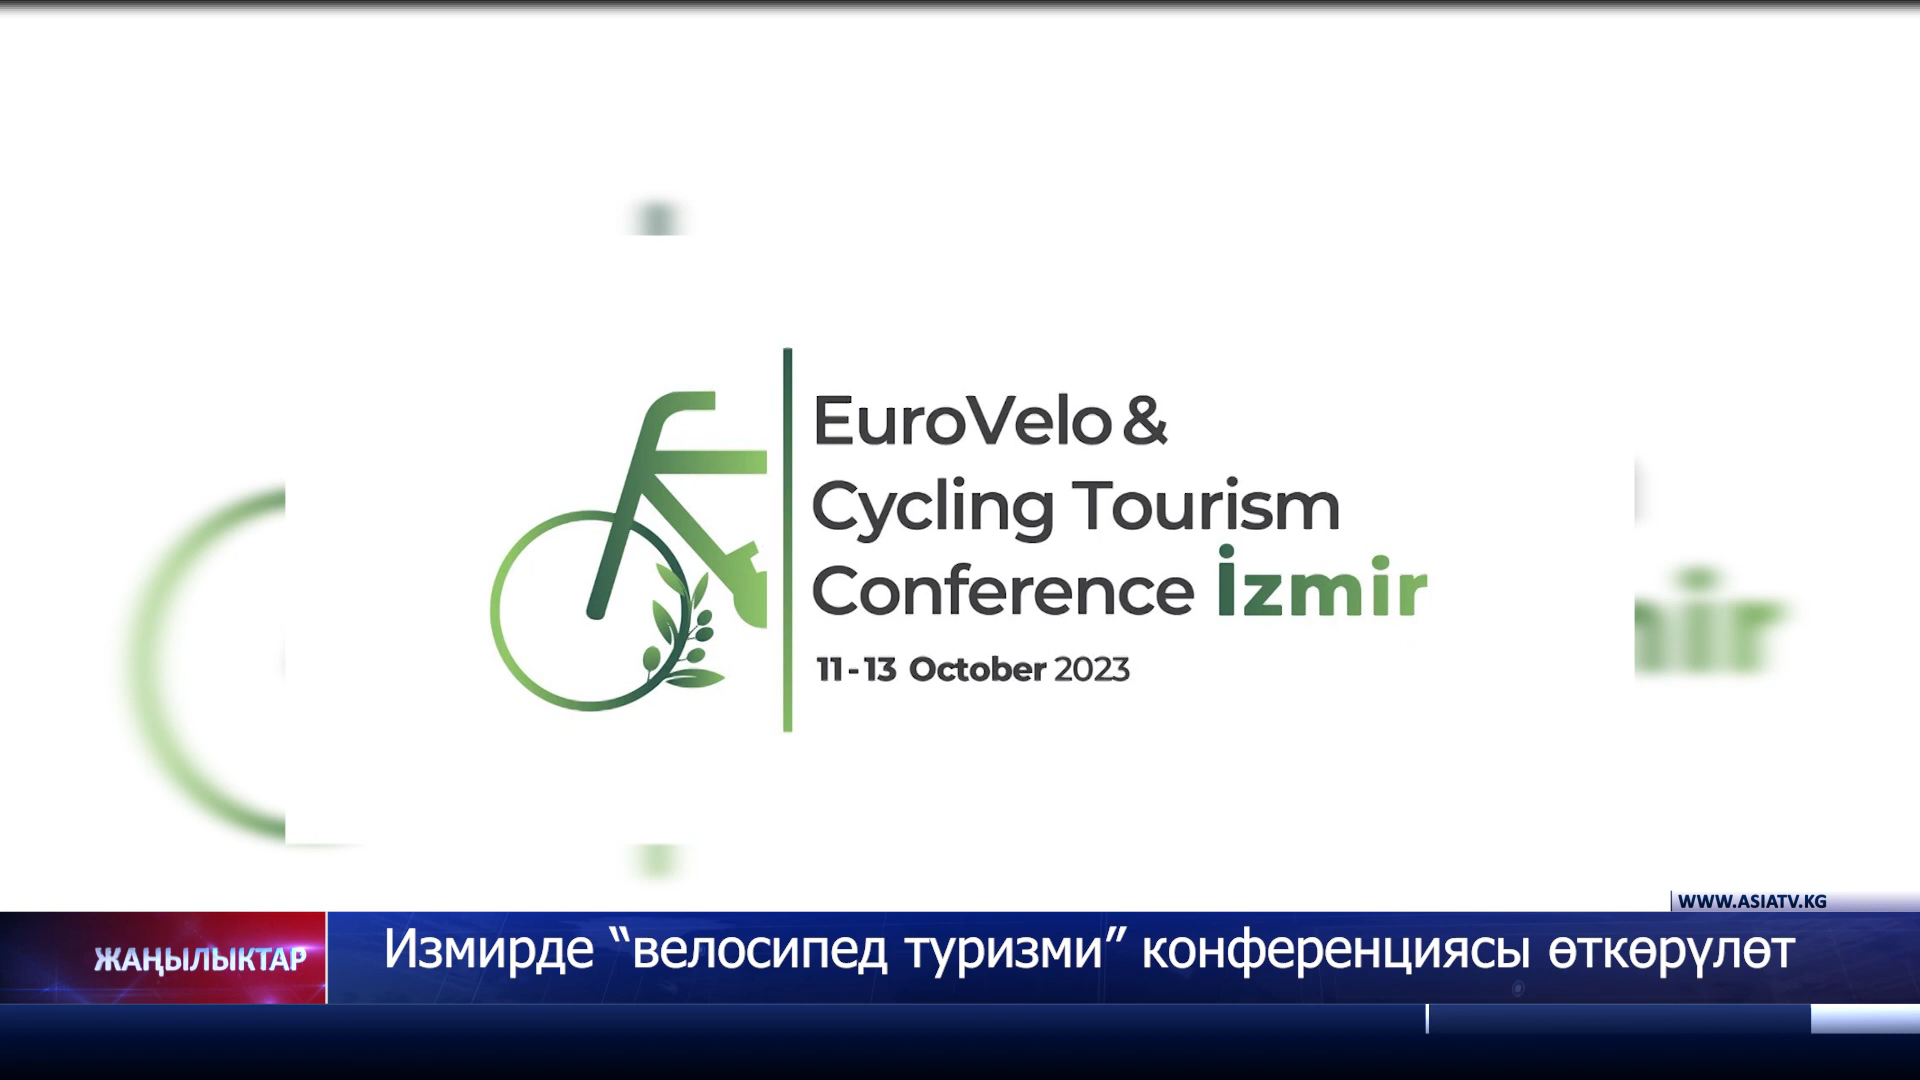 EuroVelo &
Cycling Tourism
Conference İzmir
11-13 October 2023
WWW.ASIATV.KG
ЖАҢЫЛЫКТАР
Измирде “велосипед туризми” конференциясы өткөрүлөт